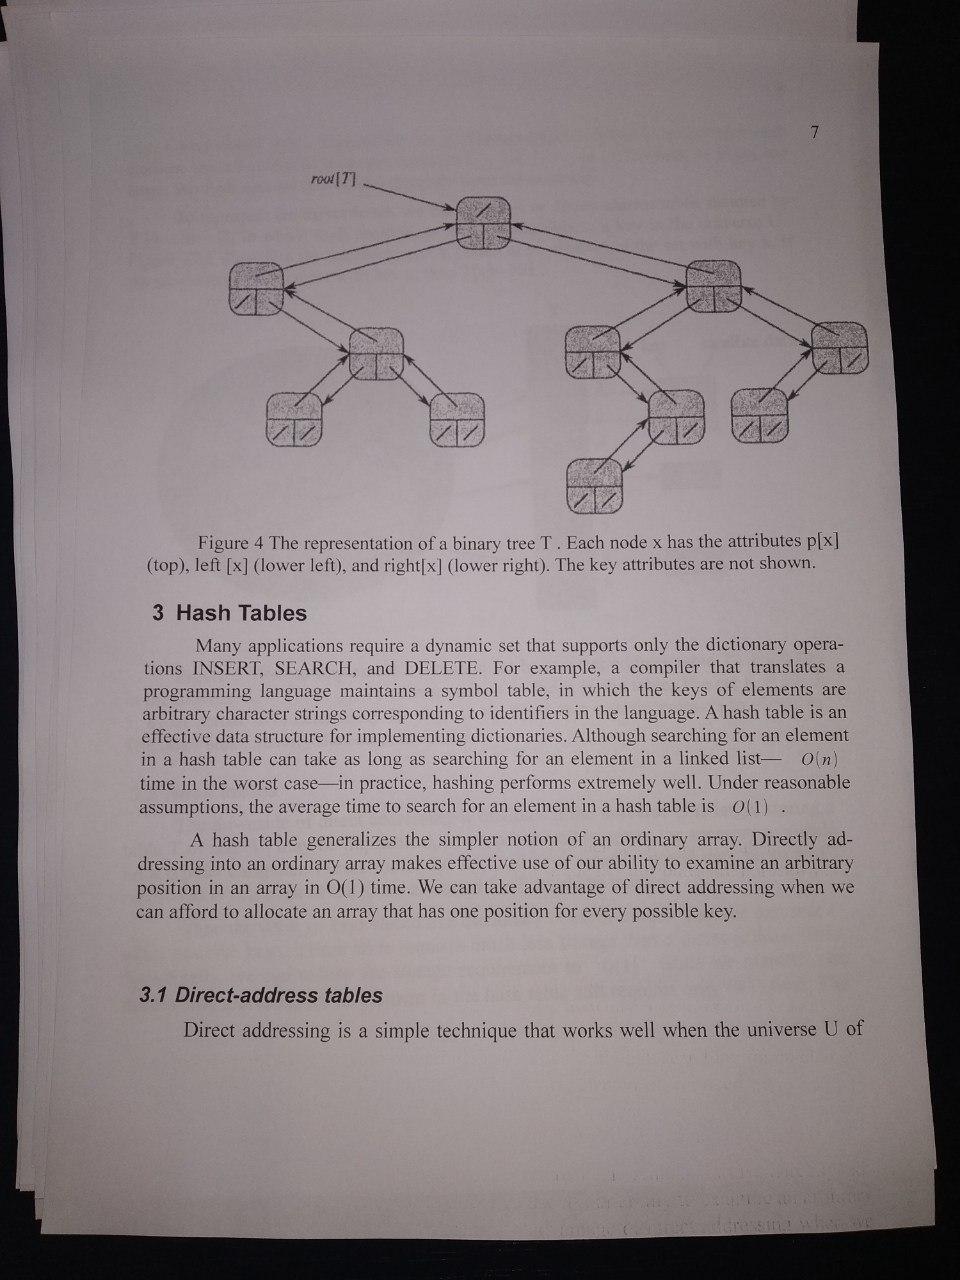 7
root[T]
Figure 4 The representation of a binary tree T . Each node x has the attributes p[x]
(top), left [x] (lower left), and right[x] (lower right). The key attributes are not shown.
3 Hash Tables
Many applications require a dynamic set that supports only the dictionary opera-
tions INSERT, SEARCH, and DELETE. For example, a compiler that translates a
programming language maintains a symbol table, in which the keys of elements are
arbitrary character strings corresponding to identifiers in the language. A hash table is an
effective data structure for implementing dictionaries. Although searching for an element
in a hash table can take as long as searching for an element in a linked list— O(n)
time in the worst case—in practice, hashing performs extremely well. Under reasonable
assumptions, the average time to search for an element in a hash table is O(1) .
A hash table generalizes the simpler notion of an ordinary array. Directly ad-
dressing into an ordinary array makes effective use of our ability to examine an arbitrary
position in an array in O(1) time. We can take advantage of direct addressing when we
can afford to allocate an array that has one position for every possible key.
3.1 Direct-address tables
Direct addressing is a simple technique that works well when the universe U of